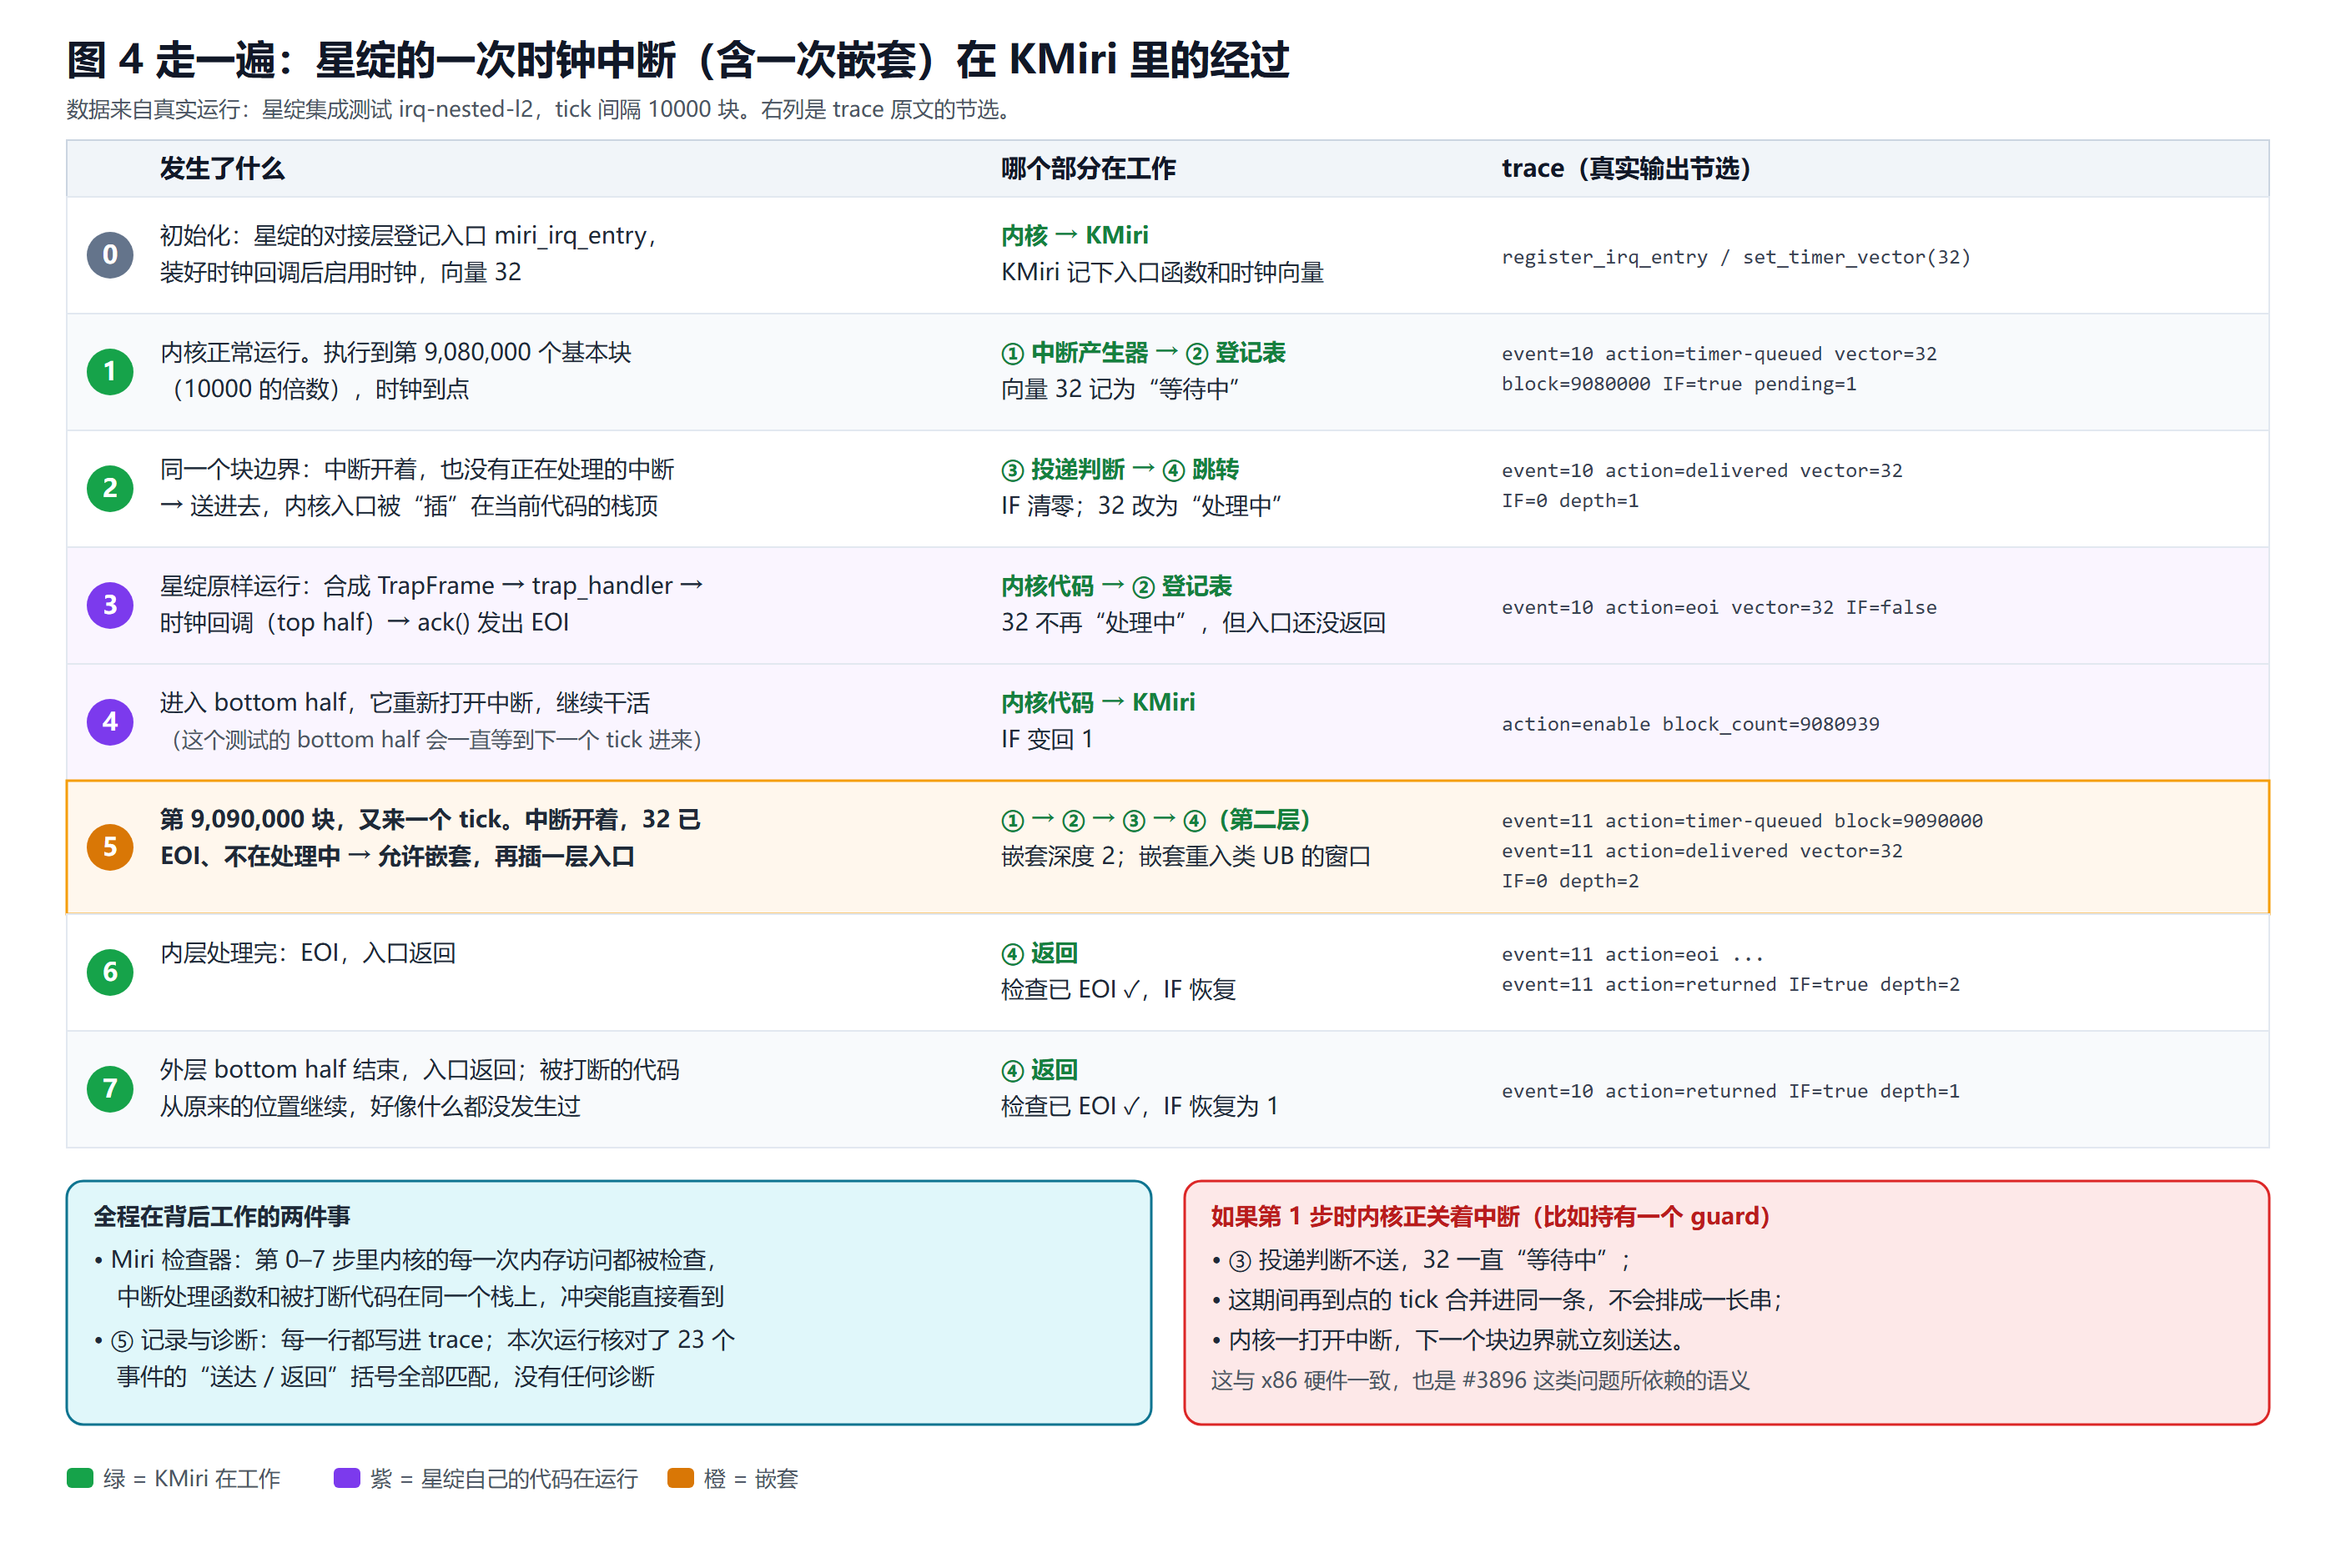 图 4 走一遍：星绽的一次时钟中断（含一次嵌套）在 KMiri 里的经过
数据来自真实运行：星绽集成测试 irq-nested-l2，tick 间隔 10000 块。右列是 trace 原文的节选。
发生了什么
哪个部分在工作
trace（真实输出节选）
0
初始化：星绽的对接层登记入口 miri_irq_entry，
装好时钟回调后启用时钟，向量 32
内核 → KMiri
KMiri 记下入口函数和时钟向量
register_irq_entry / set_timer_vector(32)
1
内核正常运行。执行到第 9,080,000 个基本块
（10000 的倍数），时钟到点
① 中断产生器 → ② 登记表
向量 32 记为“等待中”
event=10 action=timer-queued vector=32
block=9080000 IF=true pending=1
2
同一个块边界：中断开着，也没有正在处理的中断
→ 送进去，内核入口被“插”在当前代码的栈顶
③ 投递判断 → ④ 跳转
IF 清零；32 改为“处理中”
event=10 action=delivered vector=32
IF=0 depth=1
3
星绽原样运行：合成 TrapFrame → trap_handler →
时钟回调（top half）→ ack() 发出 EOI
内核代码 → ② 登记表
32 不再“处理中”，但入口还没返回
event=10 action=eoi vector=32 IF=false
4
进入 bottom half，它重新打开中断，继续干活
（这个测试的 bottom half 会一直等到下一个 tick 进来）
内核代码 → KMiri
IF 变回 1
action=enable block_count=9080939
5
第 9,090,000 块，又来一个 tick。中断开着，32 已
EOI、不在处理中 → 允许嵌套，再插一层入口
① → ② → ③ → ④（第二层）
嵌套深度 2；嵌套重入类 UB 的窗口
event=11 action=timer-queued block=9090000
event=11 action=delivered vector=32
IF=0 depth=2
6
内层处理完：EOI，入口返回
④ 返回
检查已 EOI ✓，IF 恢复
event=11 action=eoi ...
event=11 action=returned IF=true depth=2
7
外层 bottom half 结束，入口返回；被打断的代码
从原来的位置继续，好像什么都没发生过
④ 返回
检查已 EOI ✓，IF 恢复为 1
event=10 action=returned IF=true depth=1
全程在背后工作的两件事
• Miri 检查器：第 0–7 步里内核的每一次内存访问都被检查，
中断处理函数和被打断代码在同一个栈上，冲突能直接看到
• ⑤ 记录与诊断：每一行都写进 trace；本次运行核对了 23 个
事件的“送达 / 返回”括号全部匹配，没有任何诊断
如果第 1 步时内核正关着中断（比如持有一个 guard）
• ③ 投递判断不送，32 一直“等待中”；
• 这期间再到点的 tick 合并进同一条，不会排成一长串；
• 内核一打开中断，下一个块边界就立刻送达。
这与 x86 硬件一致，也是 #3896 这类问题所依赖的语义
绿 = KMiri 在工作
紫 = 星绽自己的代码在运行
橙 = 嵌套